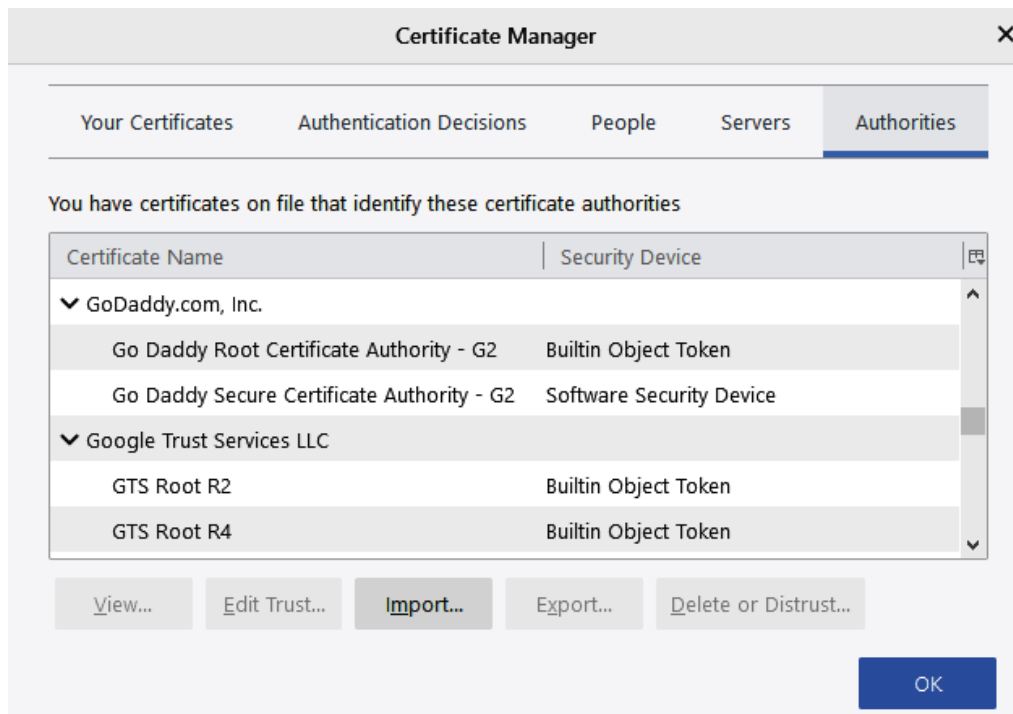 Certificate Manager
Your Certificates Authentication Decisions People Servers Authorities
You have certificates on file that identify these certificate authorities
Certificate Name Security Device
GoDaddy.com, Inc.
Go Daddy Root Certificate Authority - G2 Builtin Object Token
Go Daddy Secure Certificate Authority - G2 Software Security Device
Google Trust Services LLC
GTS Root R2 Builtin Object Token
GTS Root R4 Builtin Object Token
View... Edit Trust... Import... Export... Delete or Distrust...
OK